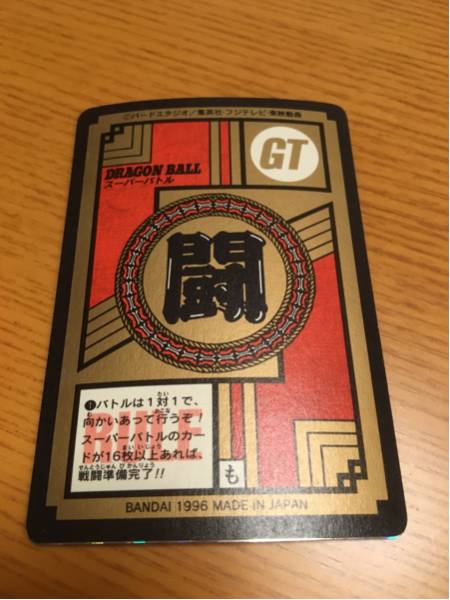 ©バードスタジオ/集英社・フジテレビ・東映動画
GT
DRAGON BALL
スーパーバトル
闘
RULE
❶バトルは1対1で、
向かいあって行うぞ!
スーパーバトルのカー
ドが16枚以上あれば、
戦闘準備完了!!
も
BANDAI 1996 MADE IN JAPAN